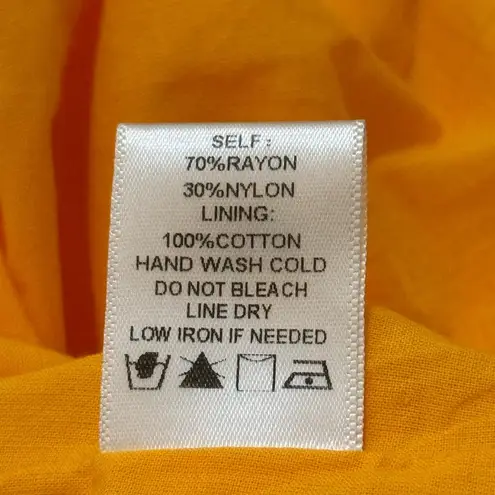 SELF:
70%RAYON
30%NYLON
LINING:
100%COTTON
HAND WASH COLD
DO NOT BLEACH
LINE DRY
LOW IRON IF NEEDED